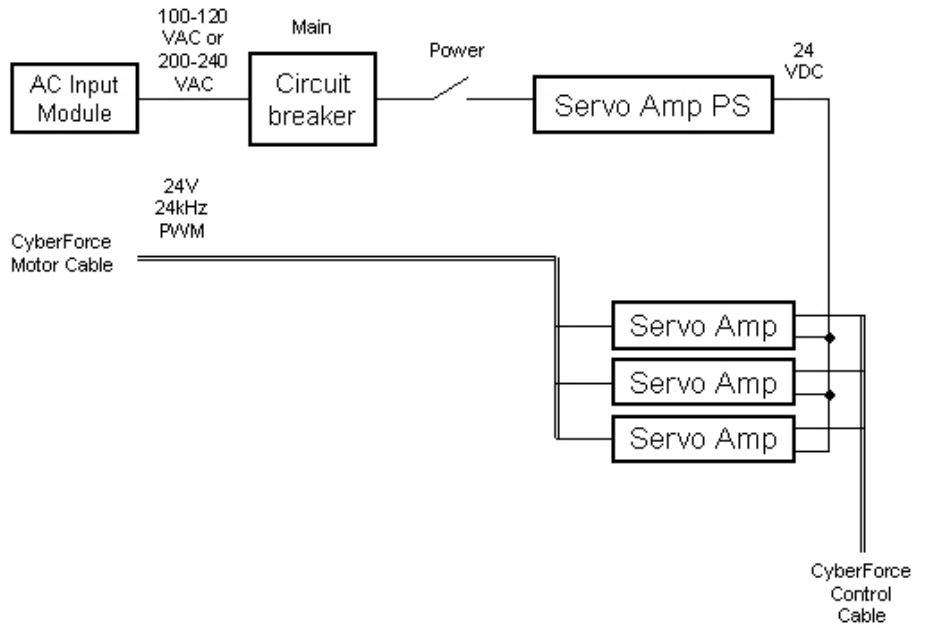 100-120
VAC or
200-240
VAC
Main
Power
24
VDC
AC Input
Module
Circuit
breaker
Servo Amp PS
24V
24kHz
PWM
CyberForce
Motor Cable
Servo Amp
Servo Amp
Servo Amp
CyberForce
Control
Cable